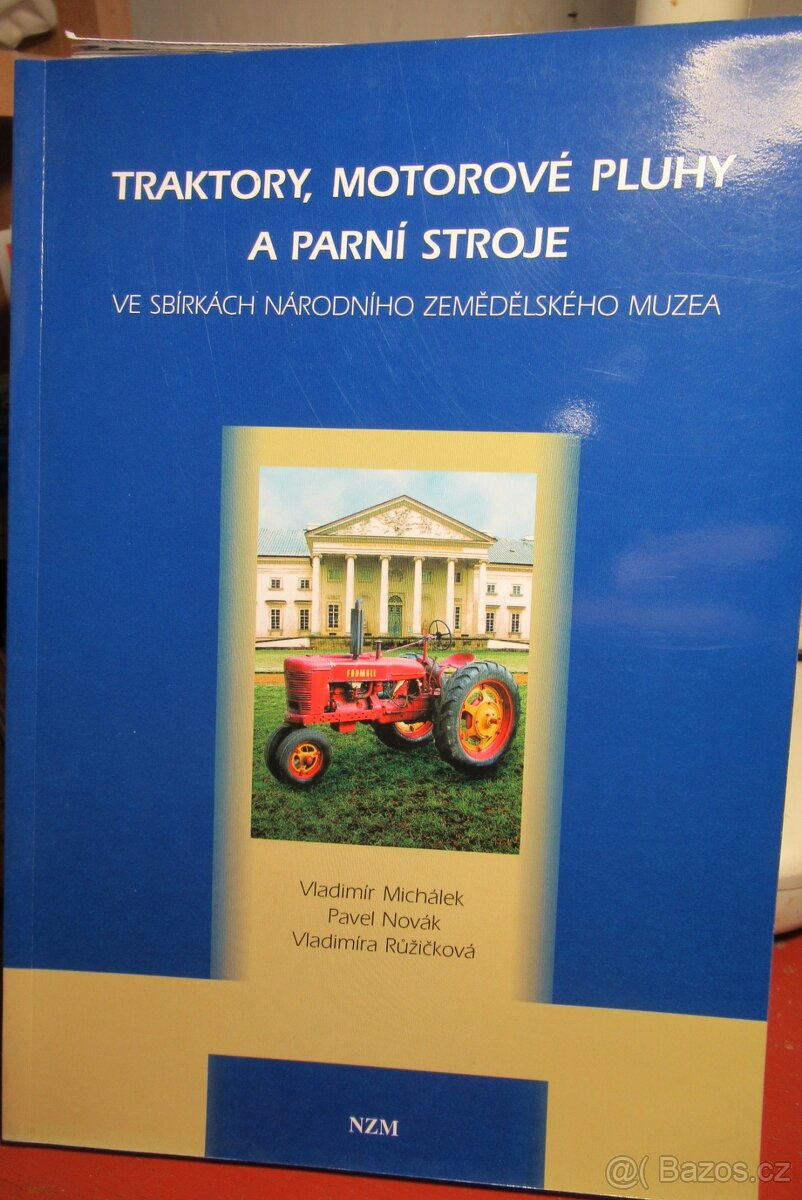 TRAKTORY, MOTOROVÉ PLUHY
A PARNÍ STROJE
VE SBÍRKÁCH NÁRODNÍHO ZEMĚDĚLSKÉHO MUZEA
FARMALL
Vladimír Michálek
Pavel Novák
Vladimíra Růžičková
NZM
@( Bazos.cz